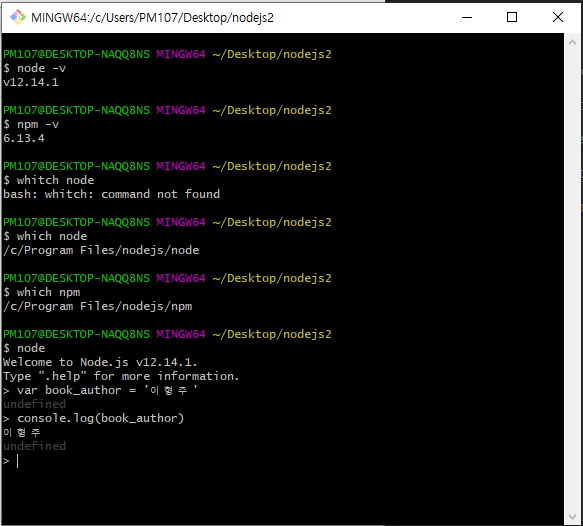 MINGW64:/c/Users/PM107/Desktop/nodejs2
PM107@DESKTOP-NAQQ8NS MINGW64 ~/Desktop/nodejs2
$ node -v
v12.14.1
PM107@DESKTOP-NAQQ8NS MINGW64 ~/Desktop/nodejs2
$ npm -v
6.13.4
PM107@DESKTOP-NAQQ8NS MINGW64 ~/Desktop/nodejs2
$ whitch node
bash: whitch: command not found
PM107@DESKTOP-NAQQ8NS MINGW64 ~/Desktop/nodejs2
$ which node
/c/Program Files/nodejs/node
PM107@DESKTOP-NAQQ8NS MINGW64 ~/Desktop/nodejs2
$ which npm
/c/Program Files/nodejs/npm
PM107@DESKTOP-NAQQ8NS MINGW64 ~/Desktop/nodejs2
$ node
Welcome to Node.js v12.14.1.
Type ".help" for more information.
> var book_author = '이형주'
undefined
> console.log(book_author)
이형주
undefined
>